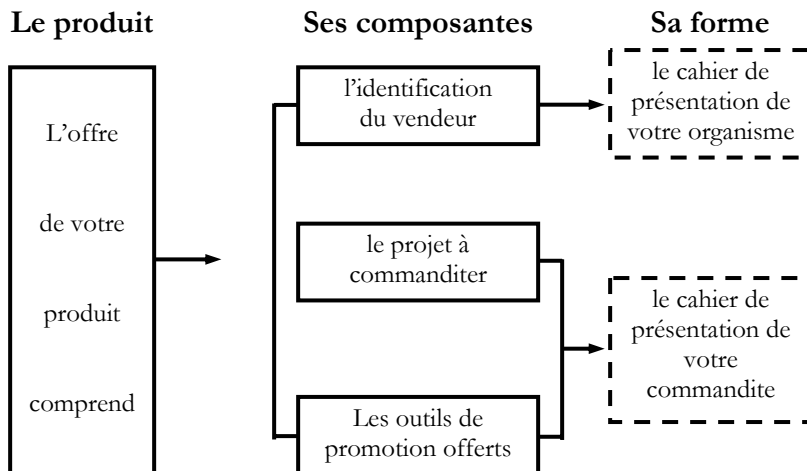 Le produit
Ses composantes
Sa forme
L'offre
de votre
produit
comprend
l'identification
du vendeur
le projet à
commanditer
Les outils de
promotion offerts
le cahier de
présentation de
votre organisme
le cahier de
présentation de
votre
commandite